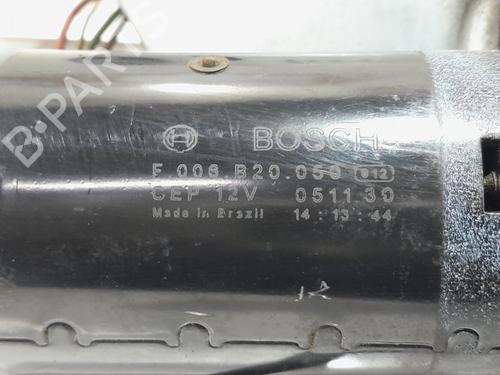 BOSCH
F 006 B20.050 012
CEP 12V 051130
Made in Brazil 14:13:44
B-PARTS